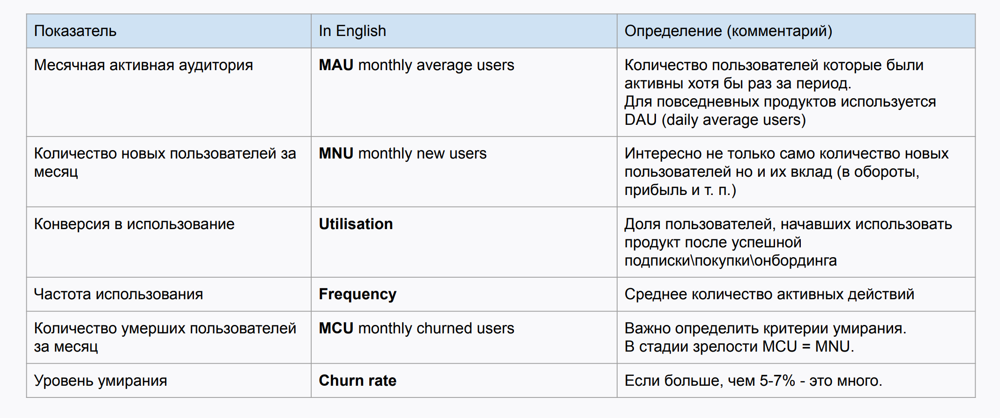 Показатель
In English
Определение (комментарий)
Месячная активная аудитория
MAU monthly average users
Количество пользователей которые были
активны хотя бы раз за период.
Для повседневных продуктов используется
DAU (daily average users)
Количество новых пользователей за
месяц
MNU monthly new users
Интересно не только само количество новых
пользователей но и их вклад (в обороты,
прибыль и т. п.)
Конверсия в использование
Utilisation
Доля пользователей, начавших использовать
продукт после успешной
подписки\покупки\онбординга
Частота использования
Frequency
Среднее количество активных действий
Количество умерших пользователей
за месяц
MCU monthly churned users
Важно определить критерии умирания.
В стадии зрелости MCU = MNU.
Уровень умирания
Churn rate
Если больше, чем 5-7% - это много.